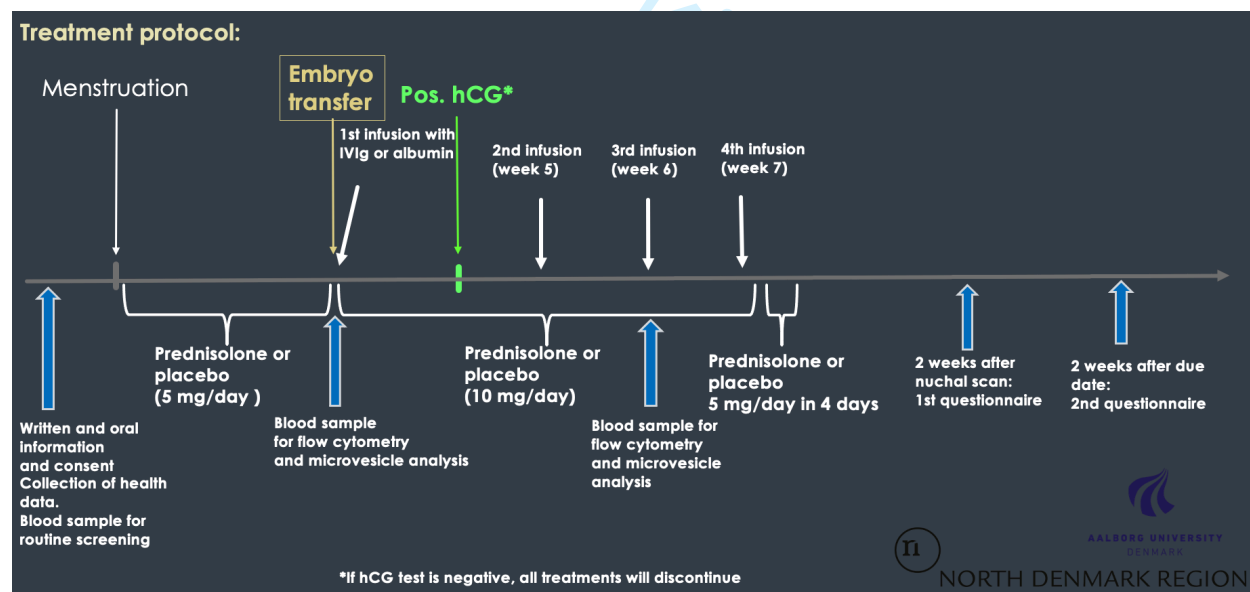 Treatment protocol:
Menstruation
Embryo
transfer
Pos. hCG*
1st infusion with
IVIg or albumin
2nd infusion
(week 5)
3rd infusion
(week 6)
4th infusion
(week 7)
Prednisolone or
placebo
(5 mg/day )
Prednisolone or
placebo
(10 mg/day)
Prednisolone or
placebo
5 mg/day in 4 days
2 weeks after
nuchal scan:
1st questionnaire
2 weeks after due
date:
2nd questionnaire
Written and oral
information
and consent
Collection of health
data.
Blood sample for
routine screening
Blood sample
for flow cytometry
and microvesicle analysis
Blood sample for
flow cytometry
and microvesicle
analysis
AALBORG UNIVERSITY
DENMARK
NORTH DENMARK REGION
*If hCG test is negative, all treatments will discontinue